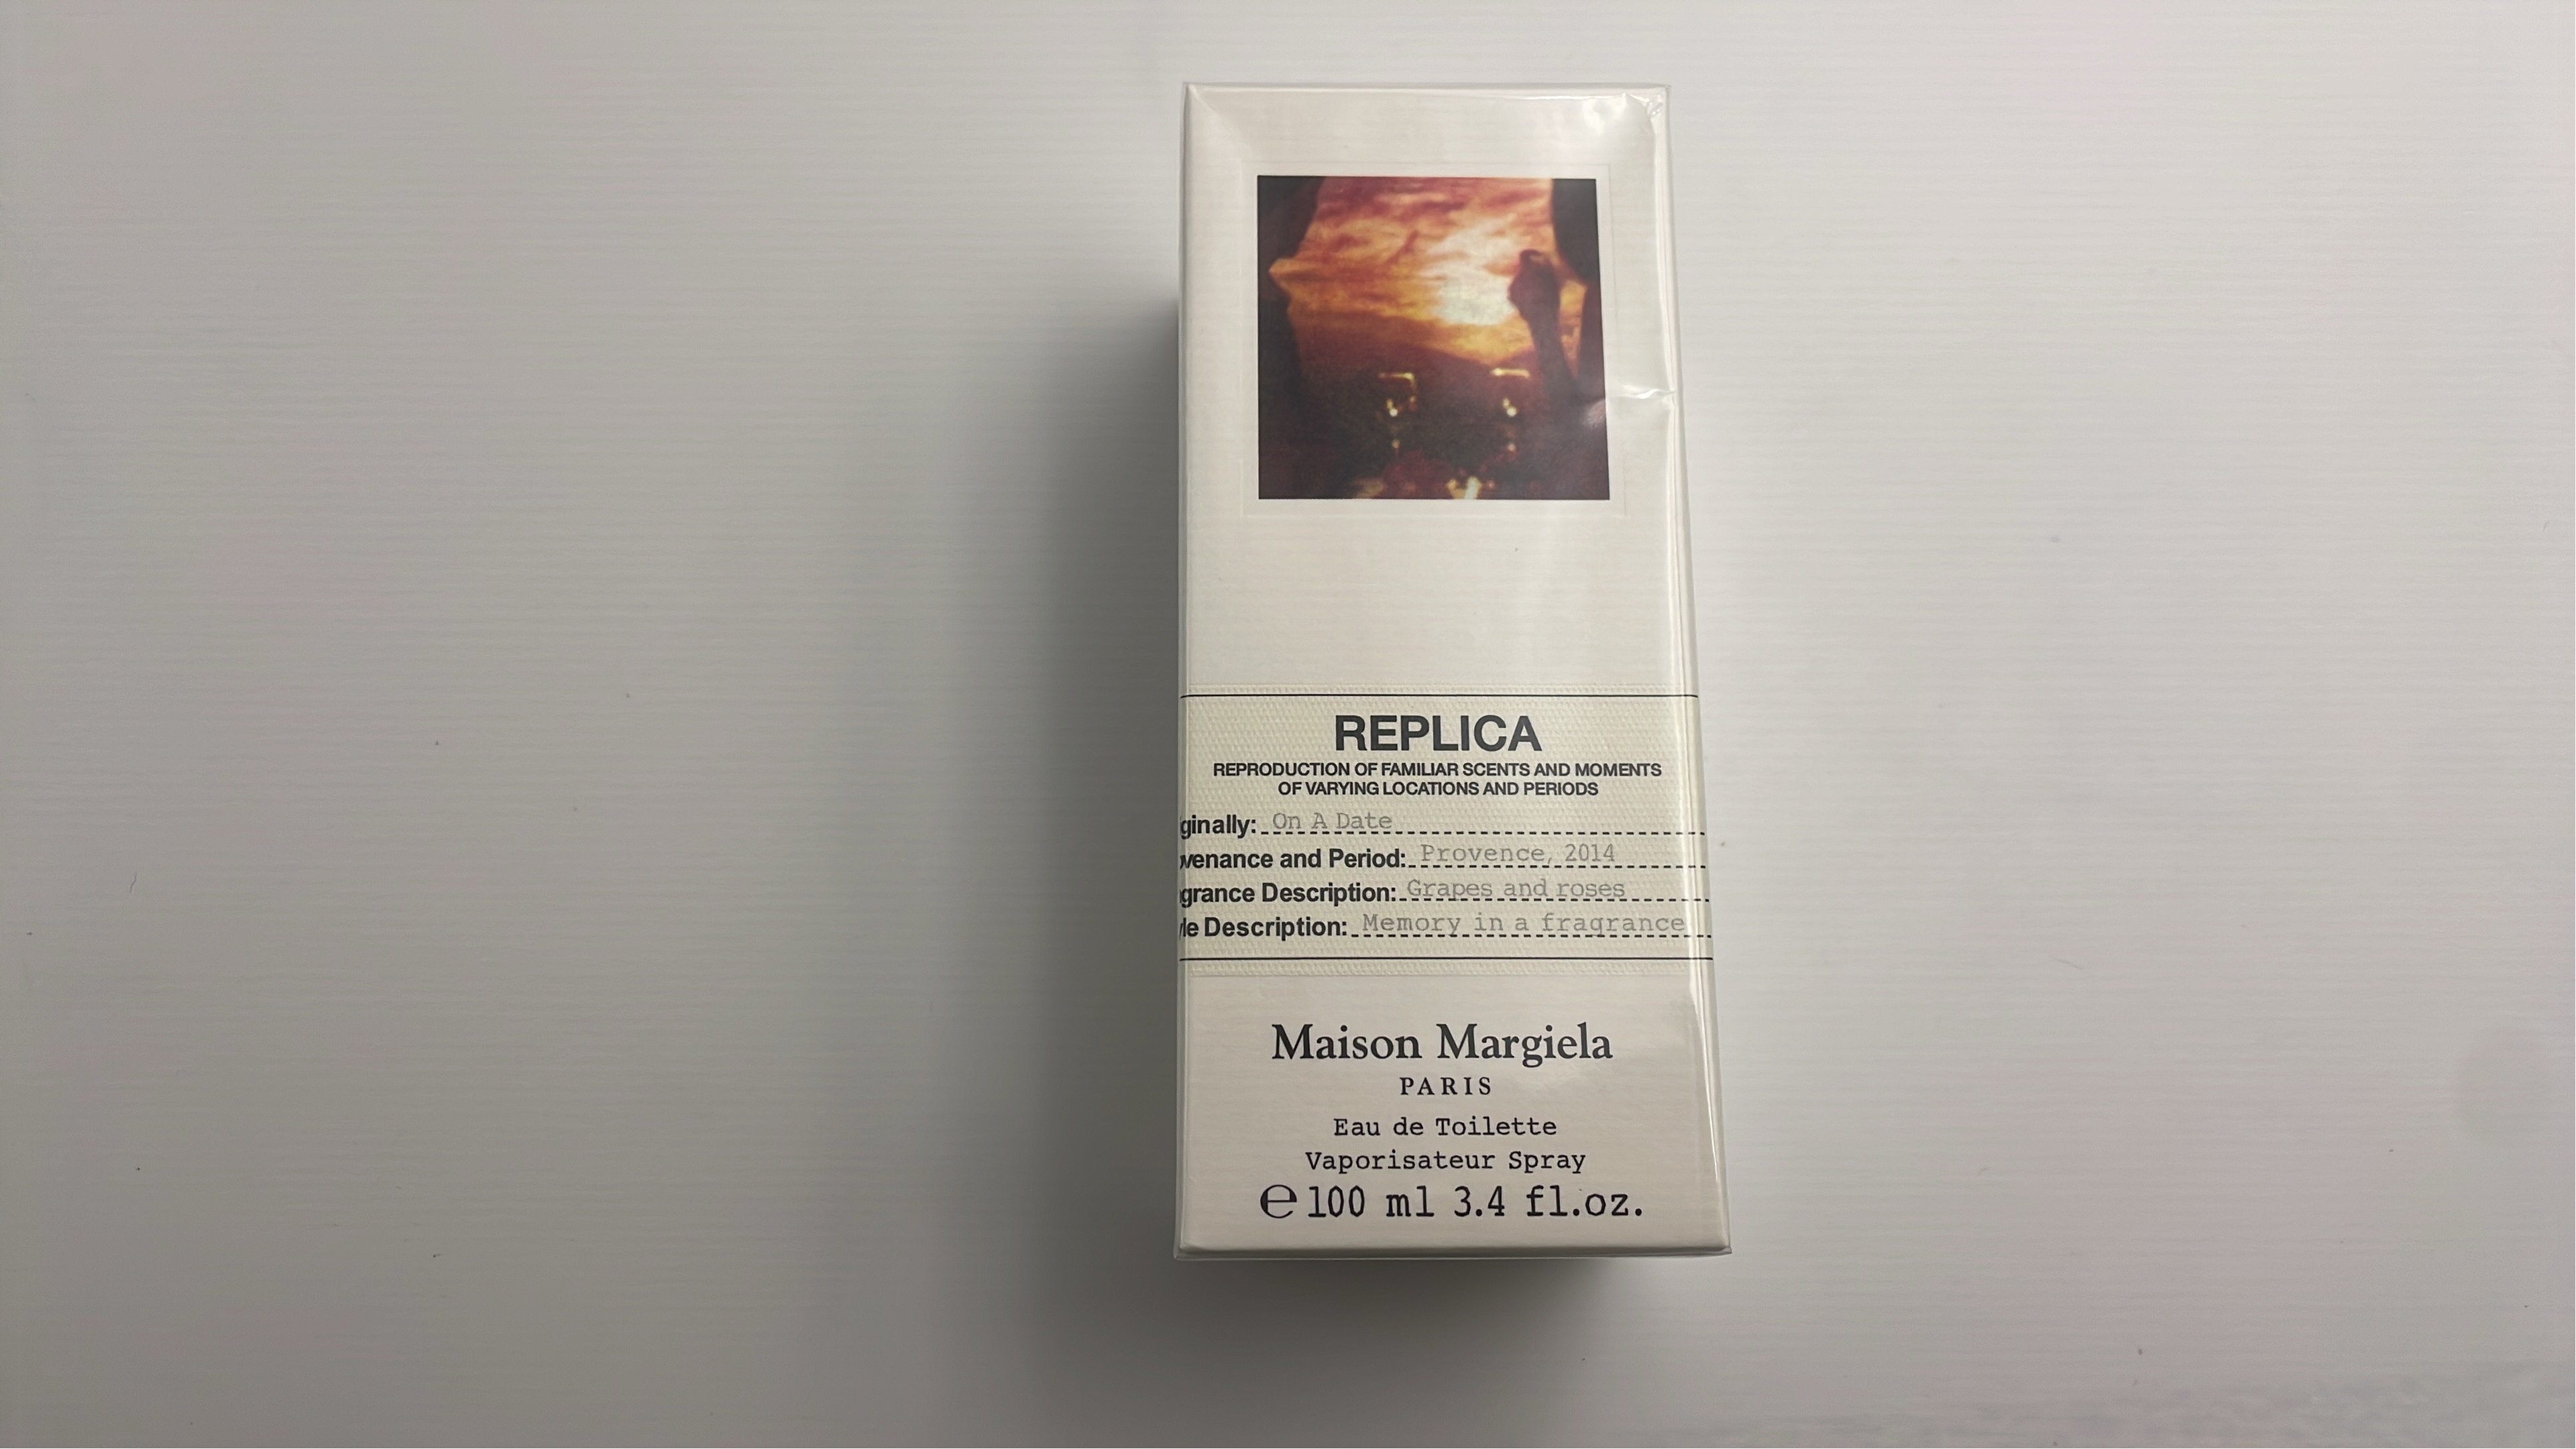 REPLICA
REPRODUCTION OF FAMILIAR SCENTS AND MOMENTS
OF VARYING LOCATIONS AND PERIODS
ginally: On A Date
venance and Period: Provence, 2014
grance Description: Grapes and roses
le Description: Memory in a fragrance
Maison Margiela
PARIS
Eau de Toilette
Vaporisateur Spray
℮ 100 ml 3.4 fl.oz.